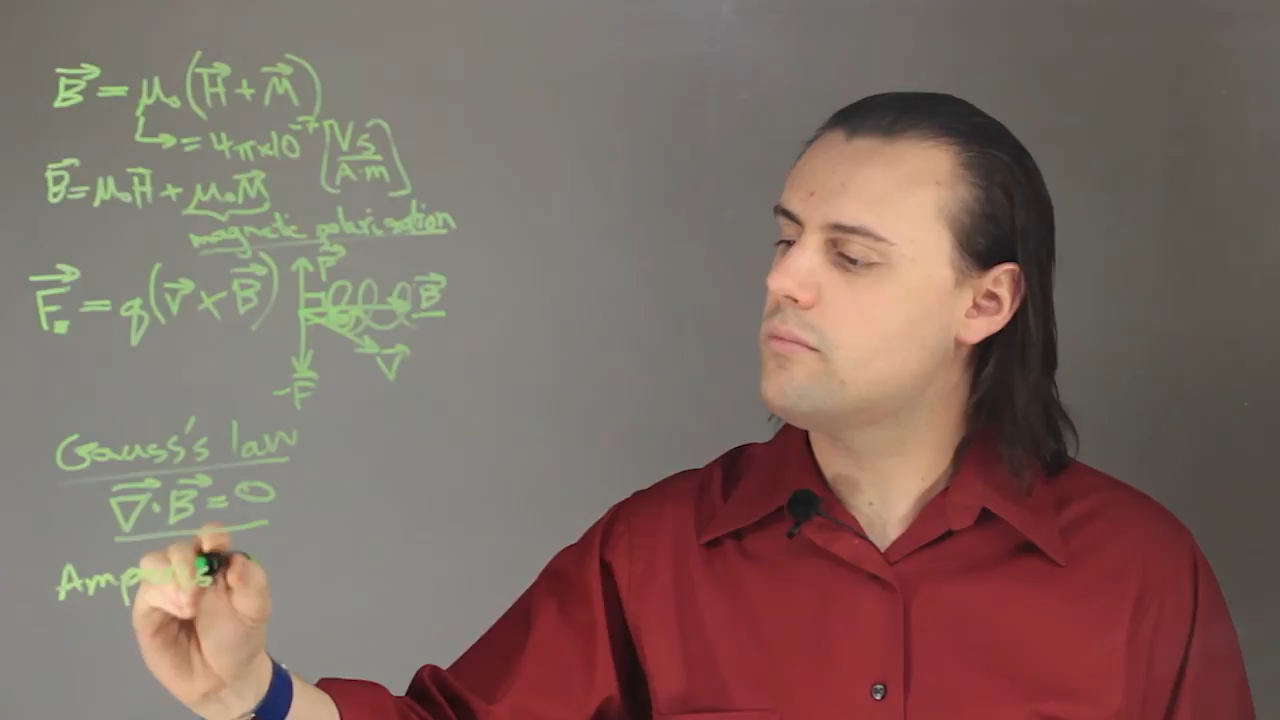 B⃗ = μ₀(H⃗ + M⃗)
↳ = 4π×10⁻⁷ [Vs/A·m]
B⃗ = μ₀H⃗ + μ₀M⃗
magnetic polarization
F⃗ = q(v⃗ × B⃗) F⃗ B⃗
v⃗
-F⃗
Gauss's law
∇⃗·B⃗ = 0